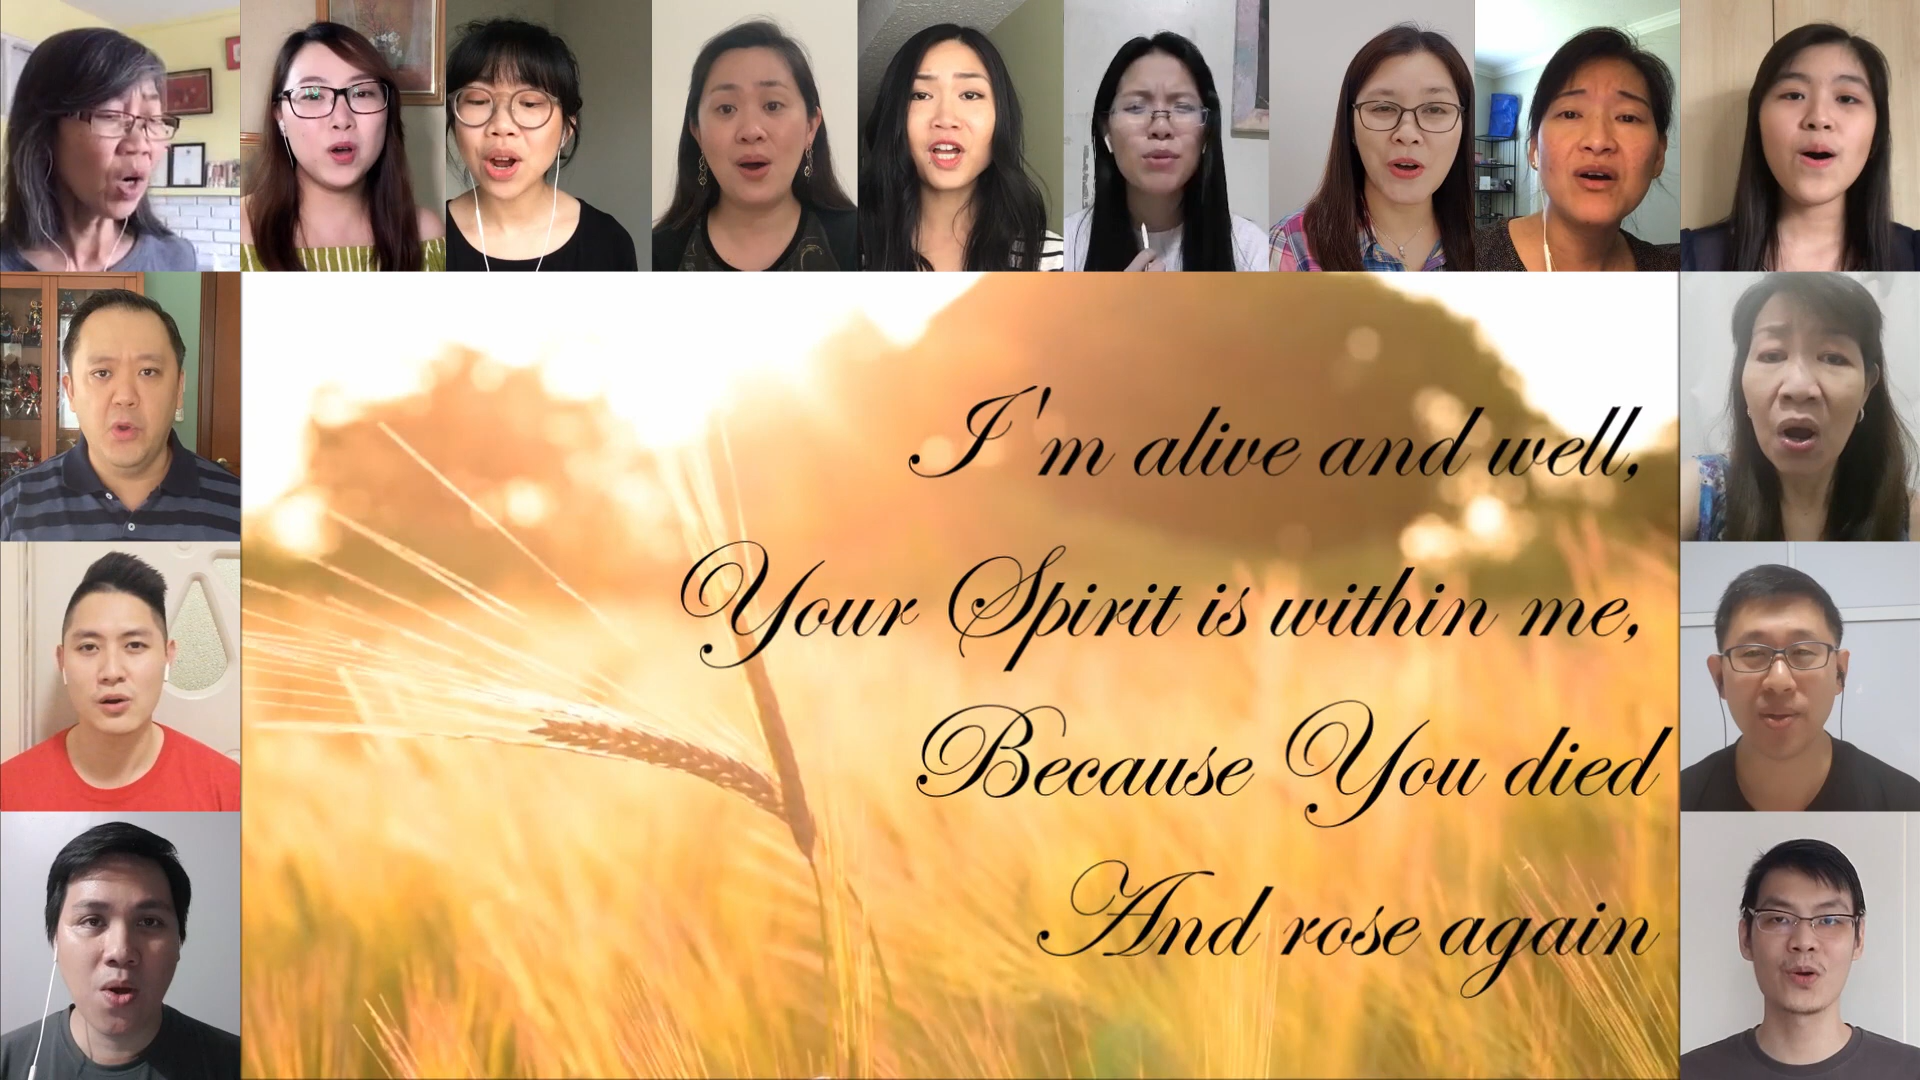 I'm alive and well,
Your Spirit is within me,
Because You died
And rose again